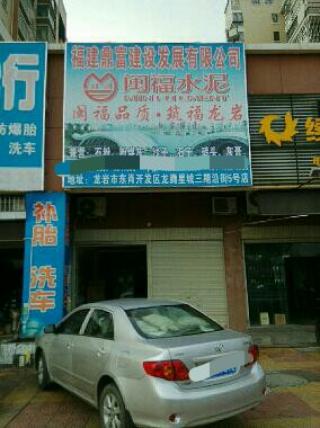 福建鼎富建设发展有限公司
闽福水泥
闽福品质·筑福龙岩
地址：龙岩市东肖开发区龙腾星城三期沿街5号店
行
防爆胎
洗车
补胎
洗车